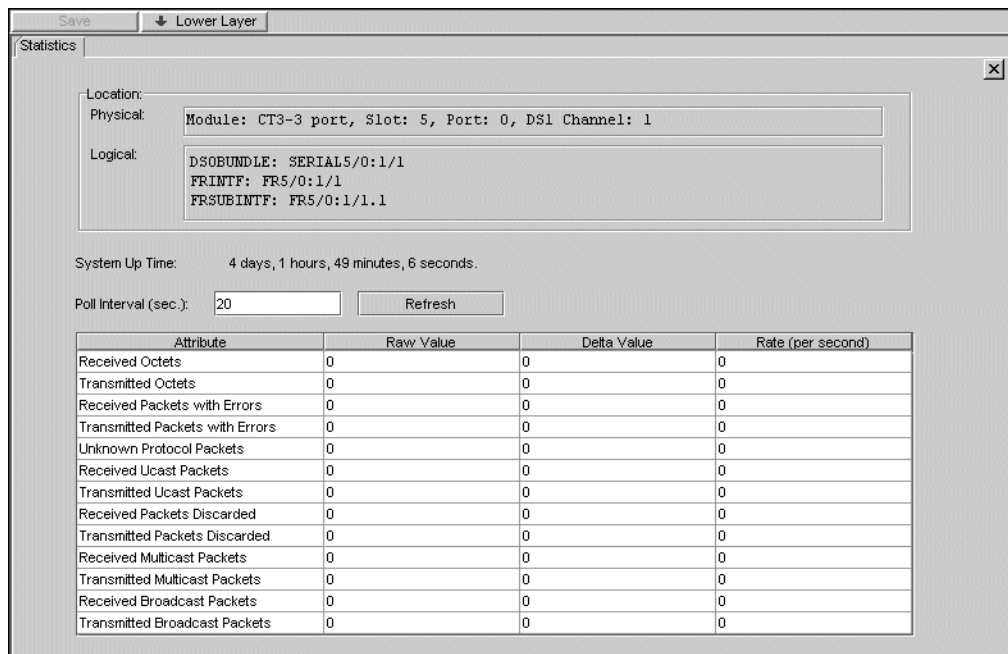 Save Lower Layer
Statistics
Location:
Physical: Module: CT3-3 port, Slot: 5, Port: 0, DS1 Channel: 1
Logical: DS0BUNDLE: SERIAL5/0:1/1
FRINTF: FR5/0:1/1
FRSUBINTF: FR5/0:1/1.1
System Up Time: 4 days, 1 hours, 49 minutes, 6 seconds.
Poll Interval (sec.): 20 Refresh
Attribute Raw Value Delta Value Rate (per second)
Received Octets 0 0 0
Transmitted Octets 0 0 0
Received Packets with Errors 0 0 0
Transmitted Packets with Errors 0 0 0
Unknown Protocol Packets 0 0 0
Received Ucast Packets 0 0 0
Transmitted Ucast Packets 0 0 0
Received Packets Discarded 0 0 0
Transmitted Packets Discarded 0 0 0
Received Multicast Packets 0 0 0
Transmitted Multicast Packets 0 0 0
Received Broadcast Packets 0 0 0
Transmitted Broadcast Packets 0 0 0